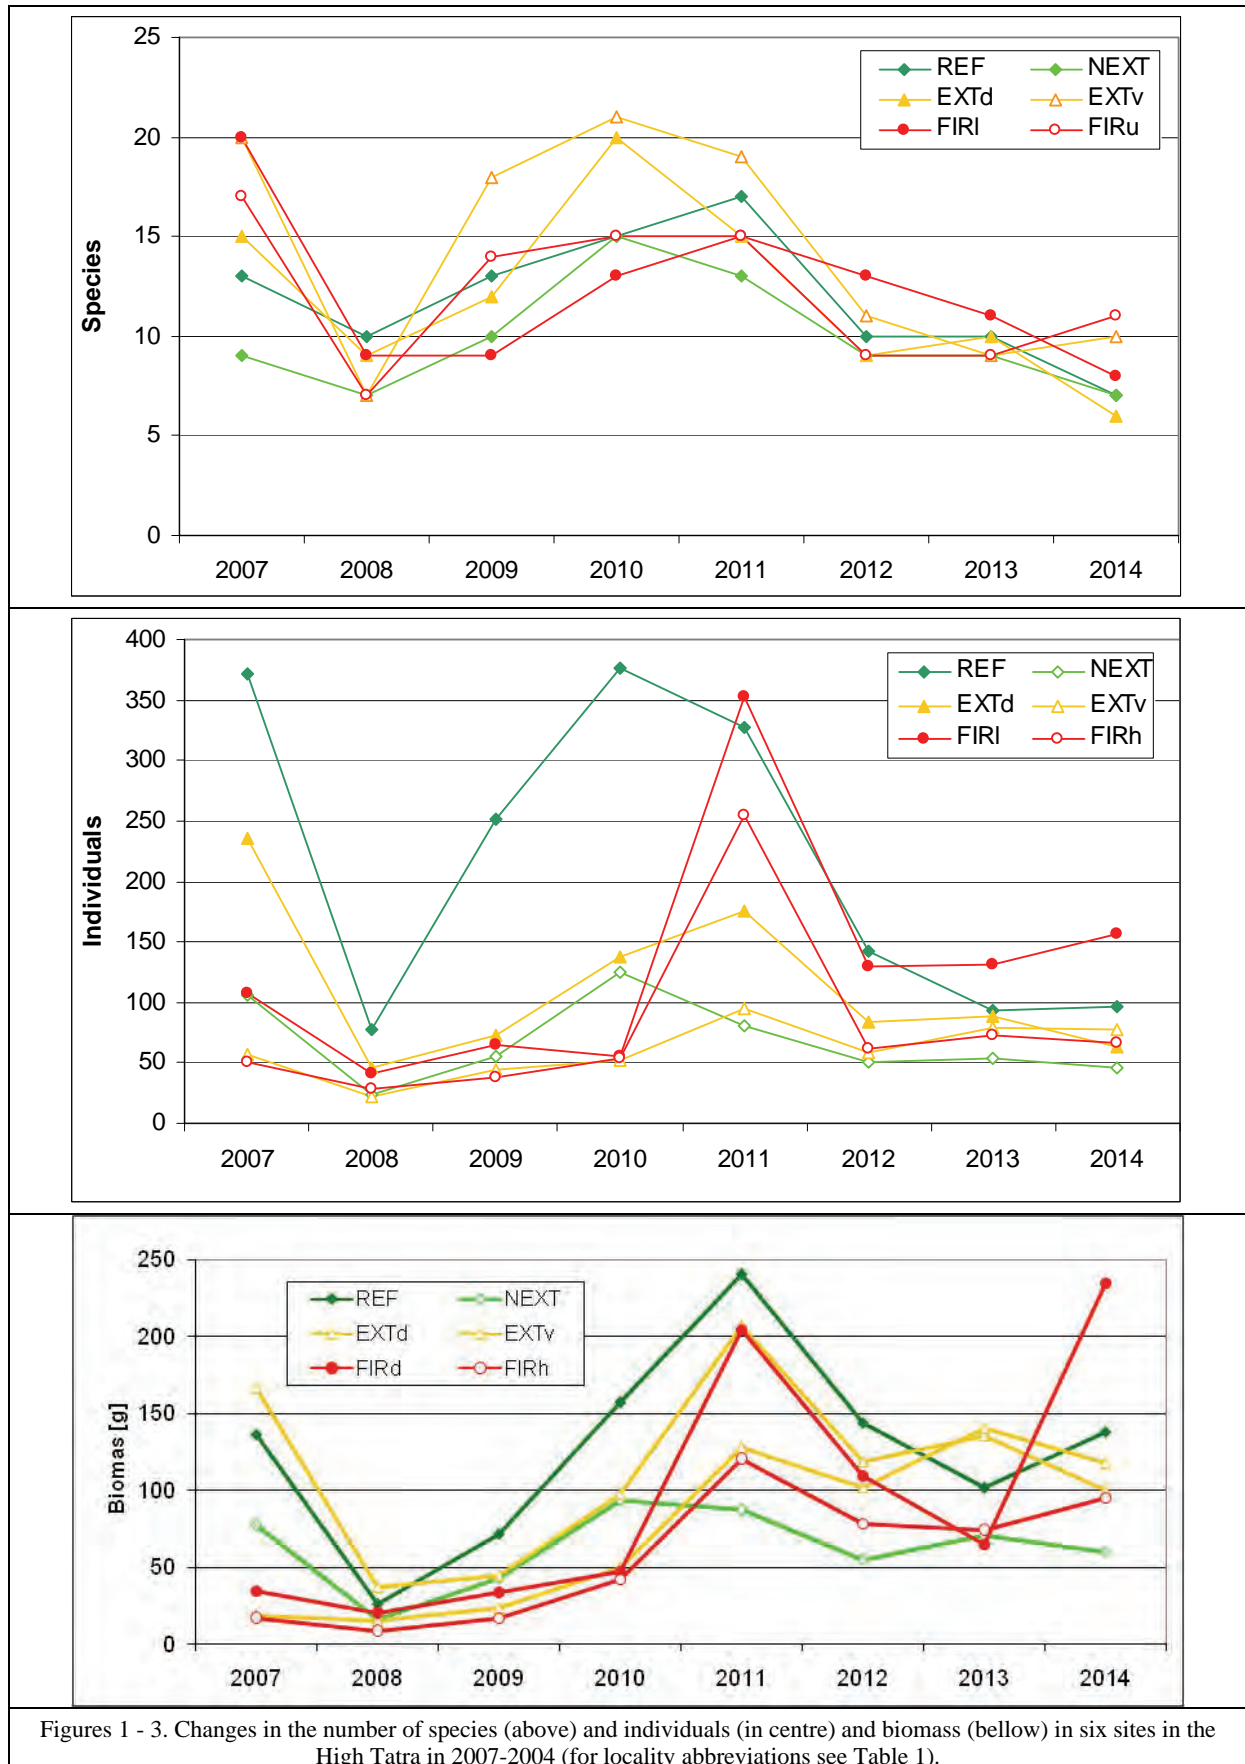 25
20
15
10
5
0
Species
REF NEXT
EXTd EXTv
FIRl FIRu
2007 2008 2009 2010 2011 2012 2013 2014
400
350
300
250
200
150
100
50
0
Individuals
REF NEXT
EXTd EXTv
FIRl FIRh
2007 2008 2009 2010 2011 2012 2013 2014
250
200
150
100
50
0
Biomas [g]
REF NEXT
EXTd EXTv
FIRd FIRh
2007 2008 2009 2010 2011 2012 2013 2014
Figures 1 - 3. Changes in the number of species (above) and individuals (in centre) and biomass (bellow) in six sites in the
High Tatra in 2007-2004 (for locality abbreviations see Table 1).